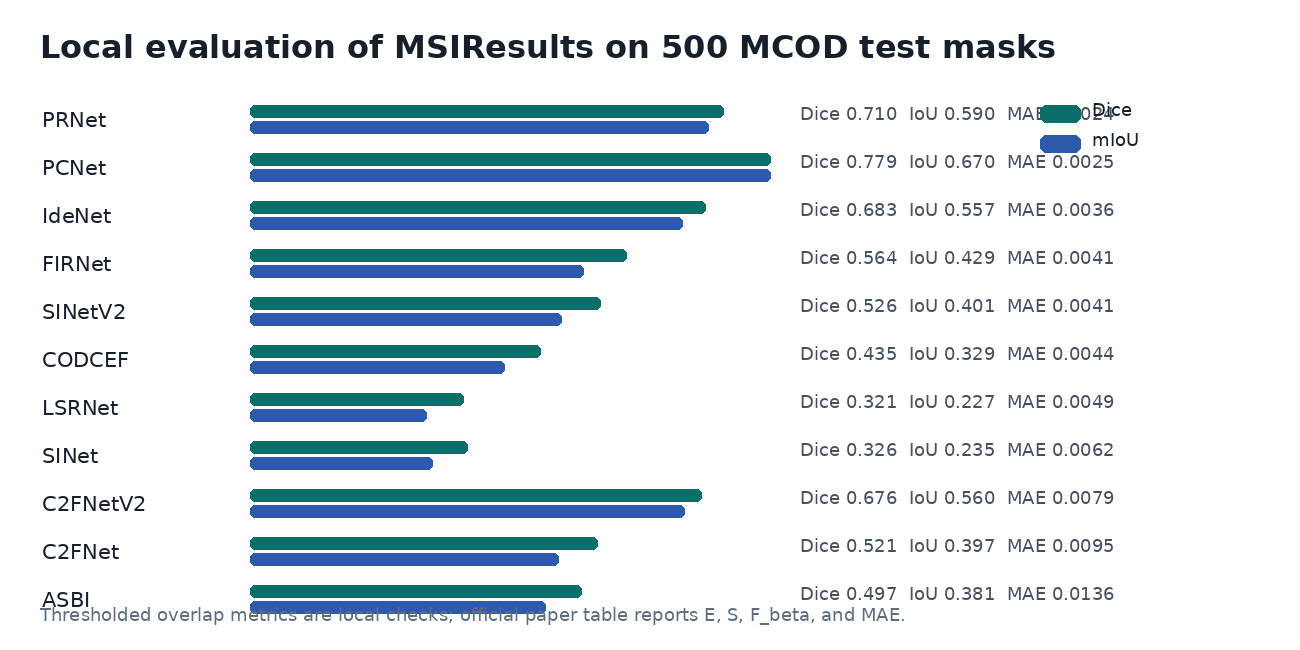 Local evaluation of MSIResults on 500 MCOD test masks
PRNet
Dice 0.710 IoU 0.590 MAE
Dice
PCNet
Dice 0.779 IoU 0.670 MAE 0.0025
mIoU
IdeNet
Dice 0.683 IoU 0.557 MAE 0.0036
FIRNet
Dice 0.564 IoU 0.429 MAE 0.0041
SINetV2
Dice 0.526 IoU 0.401 MAE 0.0041
CODCEF
Dice 0.435 IoU 0.329 MAE 0.0044
LSRNet
Dice 0.321 IoU 0.227 MAE 0.0049
SINet
Dice 0.326 IoU 0.235 MAE 0.0062
C2FNetV2
Dice 0.676 IoU 0.560 MAE 0.0079
C2FNet
Dice 0.521 IoU 0.397 MAE 0.0095
ASBI
Dice 0.497 IoU 0.381 MAE 0.0136
Thresholded overlap metrics are local checks; official paper table reports E, S, F_beta, and MAE.